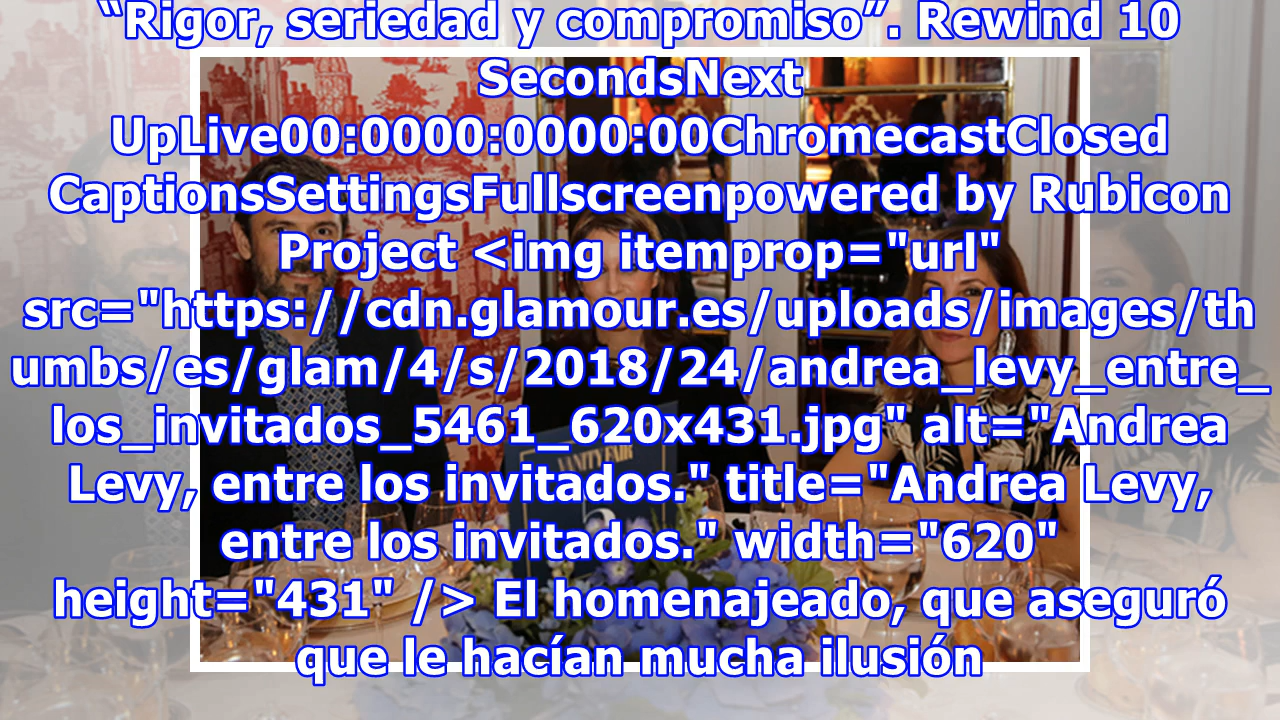 “Rigor, seriedad y compromiso”. Rewind 10
SecondsNext
UpLive00:0000:0000:00ChromecastClosed
CaptionsSettingsFullscreenpowered by Rubicon
Project <img itemprop="url"
src="https://cdn.glamour.es/uploads/images/th
umbs/es/glam/4/s/2018/24/andrea_levy_entre_
los_invitados_5461_620x431.jpg" alt="Andrea
Levy, entre los invitados." title="Andrea Levy,
VANITY FAIR
entre los invitados." width="620"
height="431" /> El homenajeado, que aseguró
que le hacían mucha ilusión